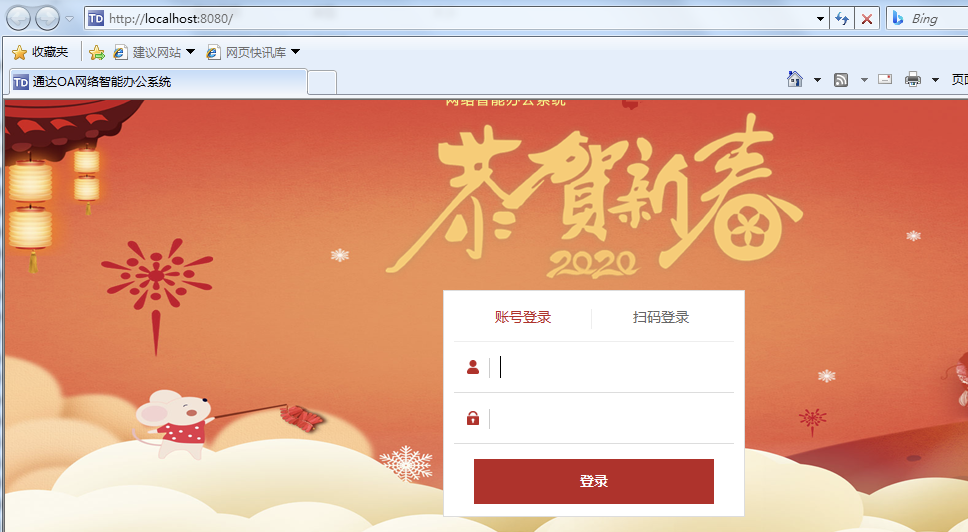 TD http://localhost:8080/
Bing
收藏夹 建议网站 网页快讯库
TD 通达OA网络智能办公系统
页面
网络智能办公系统
恭賀新春
2020
账号登录 扫码登录
登录